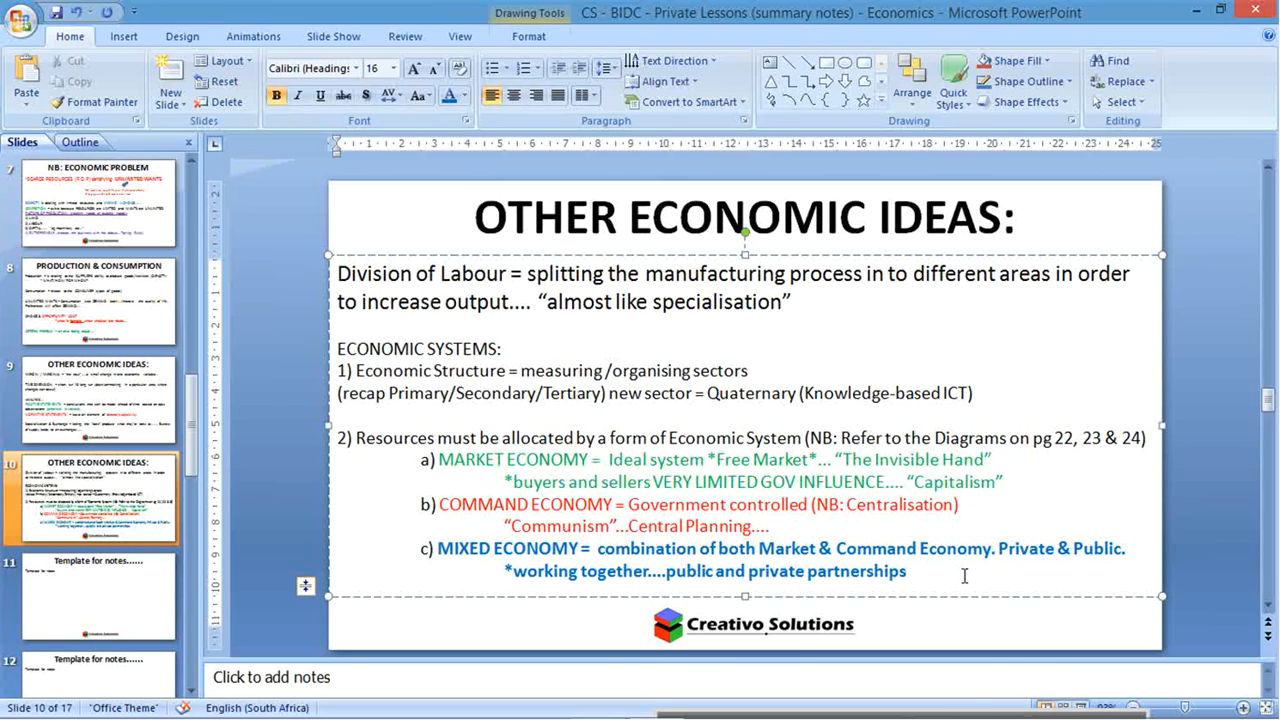 Drawing Tools
CS - BIDC - Private Lessons (summary notes) - Economics - Microsoft PowerPoint
Home Insert Design Animations Slide Show Review View Format
Paste Cut Copy Format Painter
Clipboard
New Slide Layout Reset Delete
Slides
Calibri (Headings 16
B I U abc S AV Aa A
Font
Text Direction Align Text Convert to SmartArt
Paragraph
Arrange Quick Styles Shape Fill Shape Outline Shape Effects
Drawing
Find Replace Select
Editing
Slides Outline
7
NB: ECONOMIC PROBLEM
8
PRODUCTION & CONSUMPTION
9
OTHER ECONOMIC IDEAS:
10
OTHER ECONOMIC IDEAS:
11
Template for notes......
12
Template for notes......
OTHER ECONOMIC IDEAS:
Division of Labour = splitting the manufacturing process in to different areas in order
to increase output.... “almost like specialisation”
ECONOMIC SYSTEMS:
1) Economic Structure = measuring /organising sectors
(recap Primary/Secondary/Tertiary) new sector = Quaternary (Knowledge-based ICT)
2) Resources must be allocated by a form of Economic System (NB: Refer to the Diagrams on pg 22, 23 & 24)
a) MARKET ECONOMY = Ideal system *Free Market*... “The Invisible Hand”
*buyers and sellers VERY LIMITED GOV INFLUENCE.... “Capitalism”
b) COMMAND ECONOMY = Government controlled (NB: Centralisation)
“Communism”...Central Planning....
c) MIXED ECONOMY = combination of both Market & Command Economy. Private & Public.
*working together....public and private partnerships
Creativo Solutions
Click to add notes
Slide 10 of 17 "Office Theme" English (South Africa)